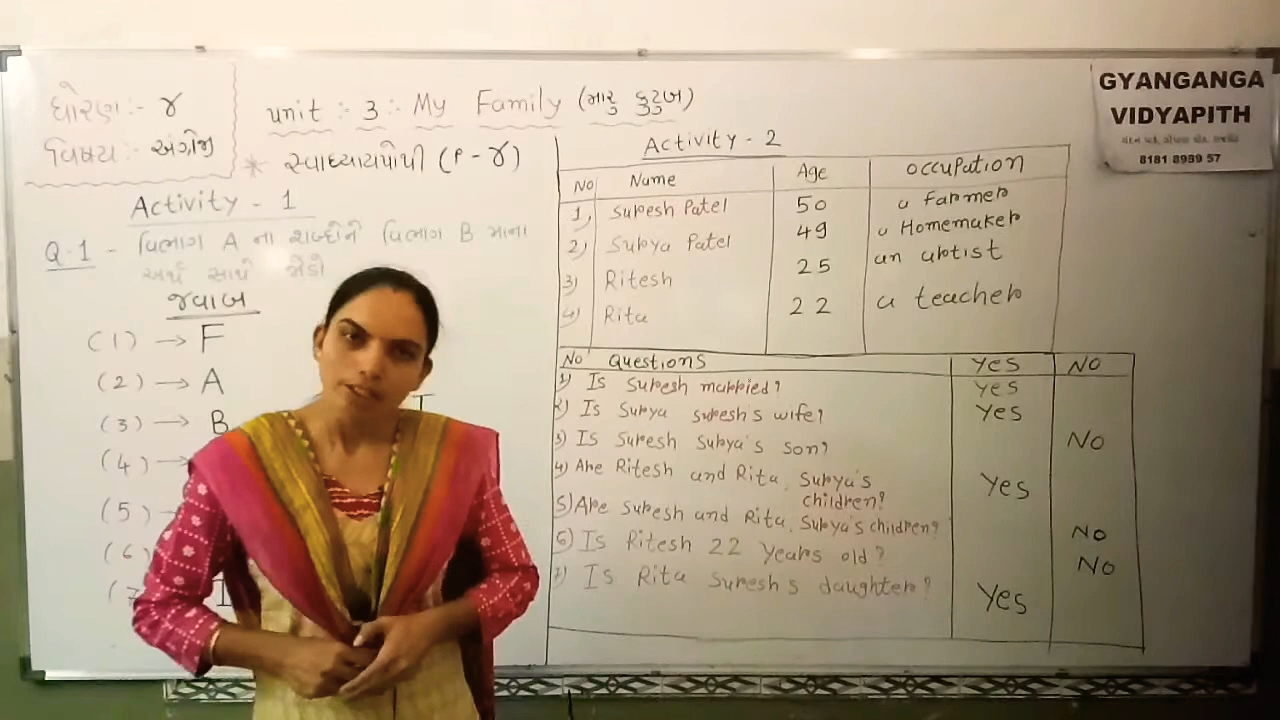 ધોરણ :- ૪
વિષય :- અંગ્રેજી
unit :- 3 :- My Family (મારુ કુટુંબ)
* સ્વાધ્યાયપોથી (P - ૪)
Activity - 1
Q.1 - વિભાગ A ના શબ્દોને વિભાગ B માના
અર્થ સાથે જોડો
જવાબ
(1) → F
(2) → A
(3) → B
(4) →
(5)
(6)
(7) I
Activity - 2
No Name Age occupation
1) Suresh Patel 50 a farmer
2) Surya Patel 49 a Homemaker
3) Ritesh 25 an artist
4) Rita 22 a teacher
No Questions Yes No
1) Is Suresh married? Yes
2) Is Surya Suresh's wife? Yes
3) Is Suresh Surya's son? No
4) Are Ritesh and Rita, Surya's
children? Yes
5) Are Suresh and Rita, Surya's children? No
6) Is Ritesh 22 years old? No
7) Is Rita Suresh's daughter? Yes
GYANGANGA
VIDYAPITH
8181 8989 57